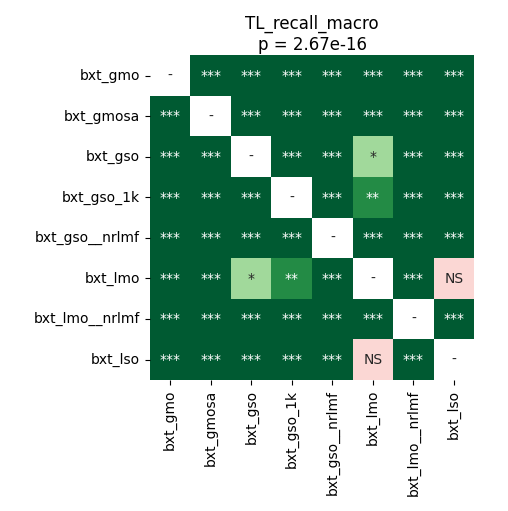 TL_recall_macro
p = 2.67e-16
bxt_gmo - *** *** *** *** *** *** ***
bxt_gmosa *** - *** *** *** *** *** ***
bxt_gso *** *** - *** *** * *** ***
bxt_gso_1k *** *** *** - *** ** *** ***
bxt_gso__nrlmf *** *** *** *** - *** *** ***
bxt_lmo *** *** * ** *** - *** NS
bxt_lmo__nrlmf *** *** *** *** *** *** - ***
bxt_lso *** *** *** *** *** NS *** -
bxt_gmo
bxt_gmosa
bxt_gso
bxt_gso_1k
bxt_gso__nrlmf
bxt_lmo
bxt_lmo__nrlmf
bxt_lso